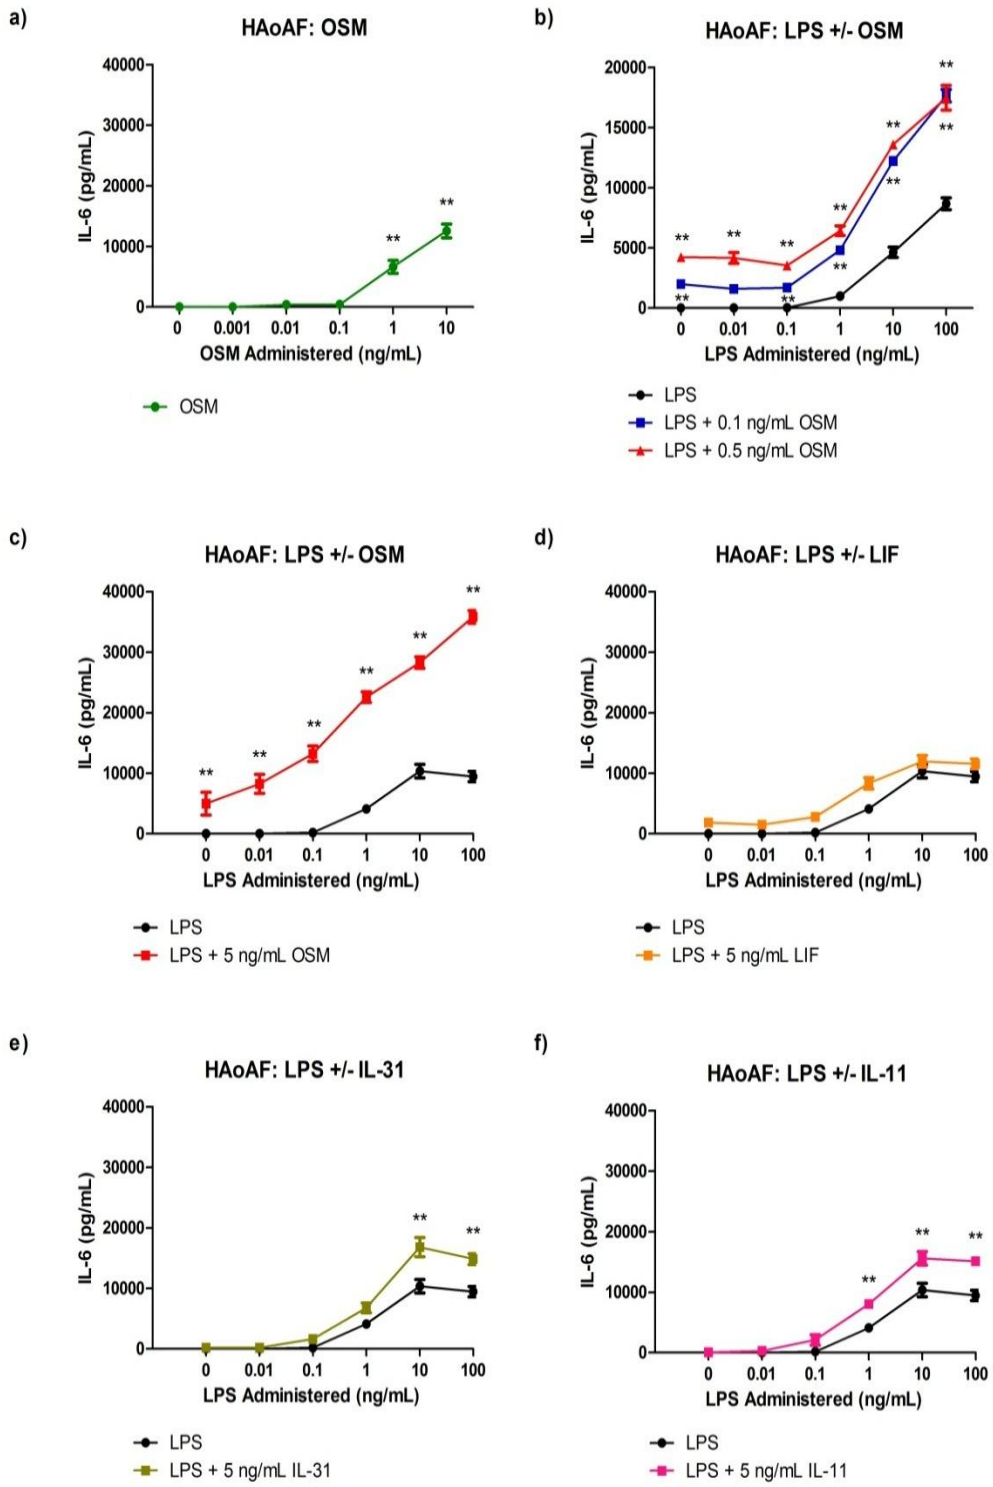 a)
HAoAF: OSM
IL-6 (pg/mL)
40000
30000
20000
10000
0
**
**
0 0.001 0.01 0.1 1 10
OSM Administered (ng/mL)
OSM
b)
HAoAF: LPS +/- OSM
IL-6 (pg/mL)
20000
15000
10000
5000
0
** ** ** ** ** **
** ** ** ** **
0 0.01 0.1 1 10 100
LPS Administered (ng/mL)
LPS
LPS + 0.1 ng/mL OSM
LPS + 0.5 ng/mL OSM
c)
HAoAF: LPS +/- OSM
IL-6 (pg/mL)
40000
30000
20000
10000
0
** ** ** ** ** **
0 0.01 0.1 1 10 100
LPS Administered (ng/mL)
LPS
LPS + 5 ng/mL OSM
d)
HAoAF: LPS +/- LIF
IL-6 (pg/mL)
40000
30000
20000
10000
0
0 0.01 0.1 1 10 100
LPS Administered (ng/mL)
LPS
LPS + 5 ng/mL LIF
e)
HAoAF: LPS +/- IL-31
IL-6 (pg/mL)
40000
30000
20000
10000
0
** **
0 0.01 0.1 1 10 100
LPS Administered (ng/mL)
LPS
LPS + 5 ng/mL IL-31
f)
HAoAF: LPS +/- IL-11
IL-6 (pg/mL)
40000
30000
20000
10000
0
** ** **
0 0.01 0.1 1 10 100
LPS Administered (ng/mL)
LPS
LPS + 5 ng/mL IL-11